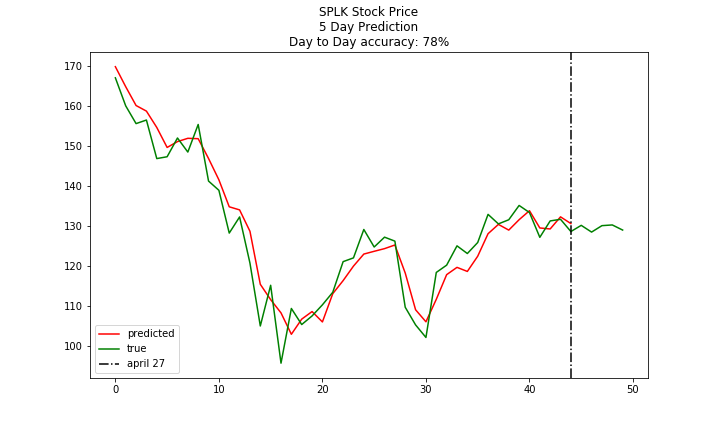 SPLK Stock Price
5 Day Prediction
Day to Day accuracy: 78%
170
160
150
140
130
120
110
100
predicted
true
april 27
0 10 20 30 40 50